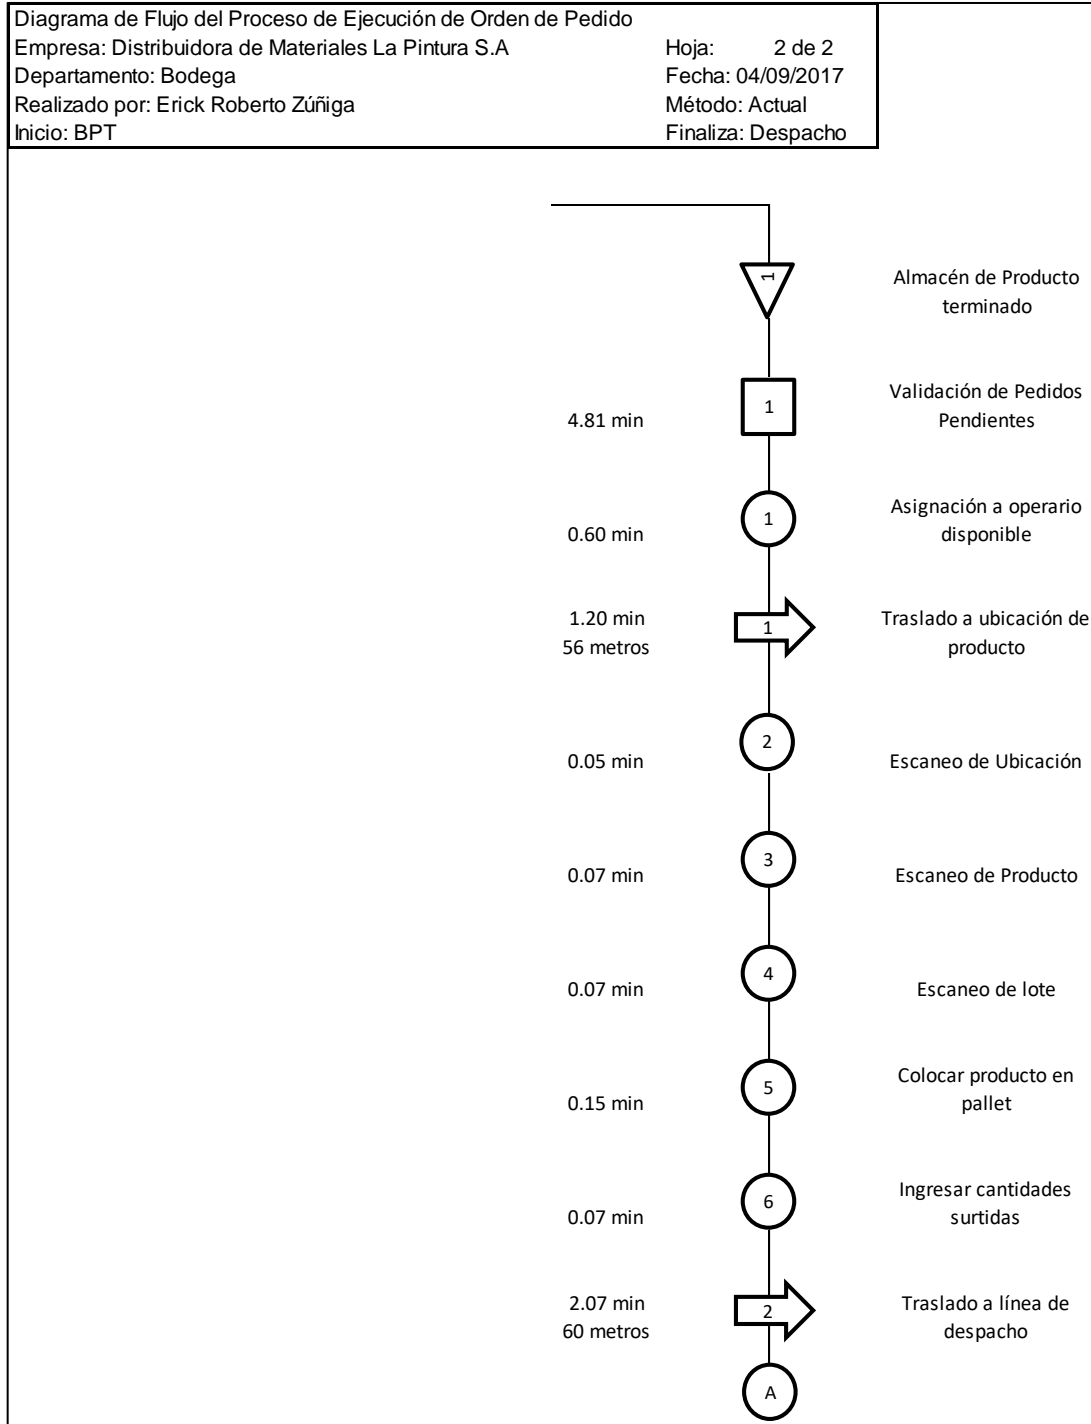 Diagrama de Flujo del Proceso de Ejecución de Orden de Pedido
Empresa: Distribuidora de Materiales La Pintura S.A Hoja: 2 de 2
Departamento: Bodega Fecha: 04/09/2017
Realizado por: Erick Roberto Zúñiga Método: Actual
Inicio: BPT Finaliza: Despacho
1
Almacén de Producto
terminado
4.81 min
1
Validación de Pedidos
Pendientes
0.60 min
1
Asignación a operario
disponible
1.20 min
56 metros
1
Traslado a ubicación de
producto
0.05 min
2
Escaneo de Ubicación
0.07 min
3
Escaneo de Producto
0.07 min
4
Escaneo de lote
0.15 min
5
Colocar producto en
pallet
0.07 min
6
Ingresar cantidades
surtidas
2.07 min
60 metros
2
Traslado a línea de
despacho
A